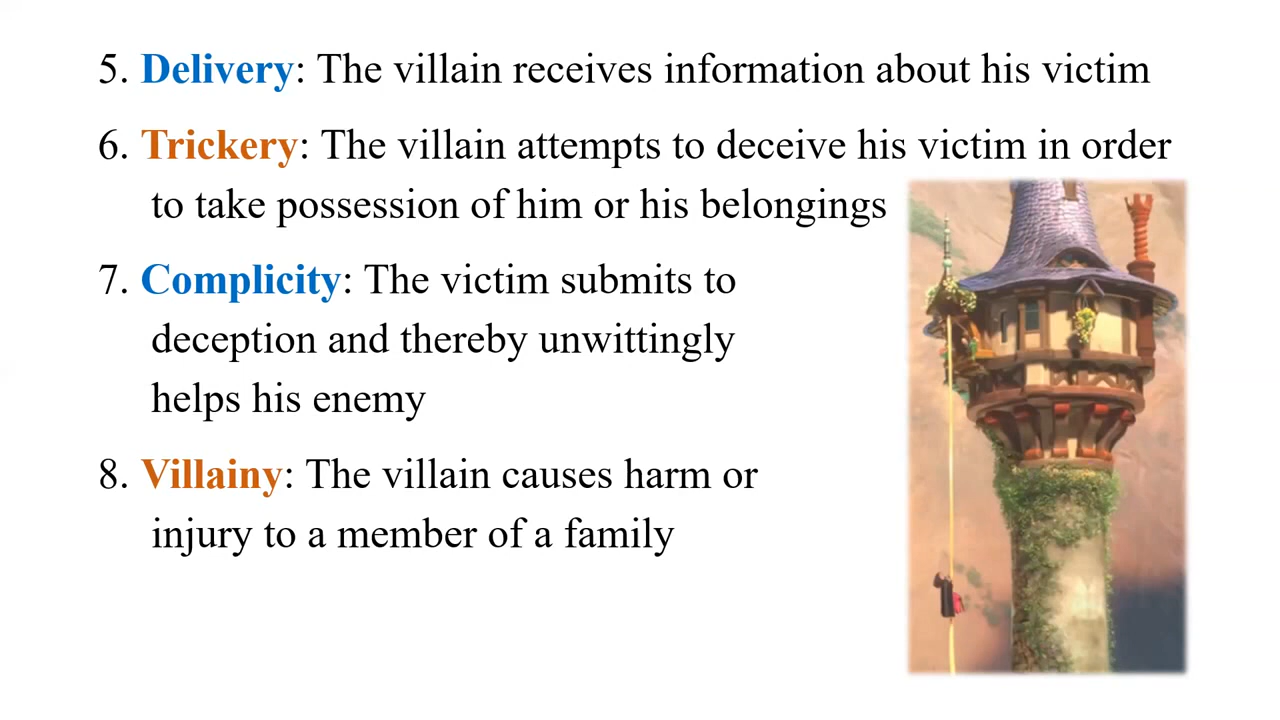 5. Delivery: The villain receives information about his victim
6. Trickery: The villain attempts to deceive his victim in order
to take possession of him or his belongings
7. Complicity: The victim submits to
deception and thereby unwittingly
helps his enemy
8. Villainy: The villain causes harm or
injury to a member of a family